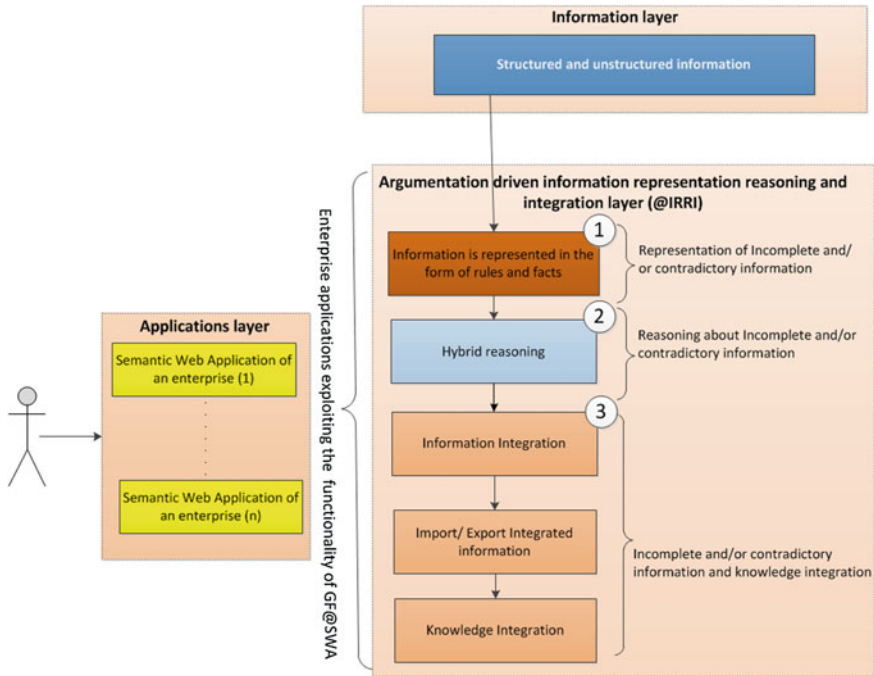 Information layer
Structured and unstructured information
Argumentation driven information representation reasoning and
integration layer (@IRRI)
1
Information is represented in the
form of rules and facts
Representation of Incomplete and/
or contradictory information
2
Hybrid reasoning
Reasoning about Incomplete and/or
contradictory information
3
Information Integration
Import/ Export Integrated
information
Knowledge Integration
Incomplete and/or contradictory
information and knowledge integration
Enterprise applications exploiting the functionality of GF@SWA
Applications layer
Semantic Web Application of
an enterprise (1)
Semantic Web Application of
an enterprise (n)